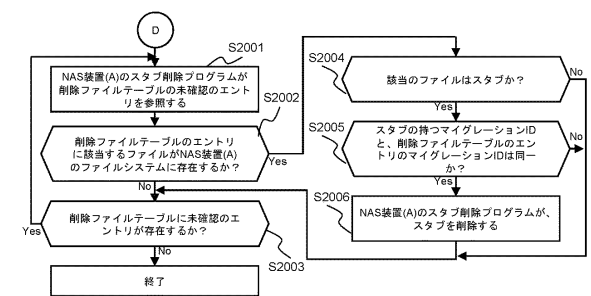 D
S2001
NAS装置(A)のスタブ削除プログラムが
削除ファイルテーブルの未確認のエント
リを参照する
S2002
削除ファイルテーブルのエントリ
に該当するファイルがNAS装置(A)
のファイルシステムに存在するか？
Yes
No
削除ファイルテーブルに未確認のエ
ントリが存在するか？
Yes
No
S2003
終了
S2004
該当のファイルはスタブか？
No
Yes
S2005
スタブの持つマイグレーションID
と、削除ファイルテーブルのエン
トリのマイグレーションIDは同一
か？
No
Yes
S2006
NAS装置(A)のスタブ削除プログラムが、
スタブを削除する